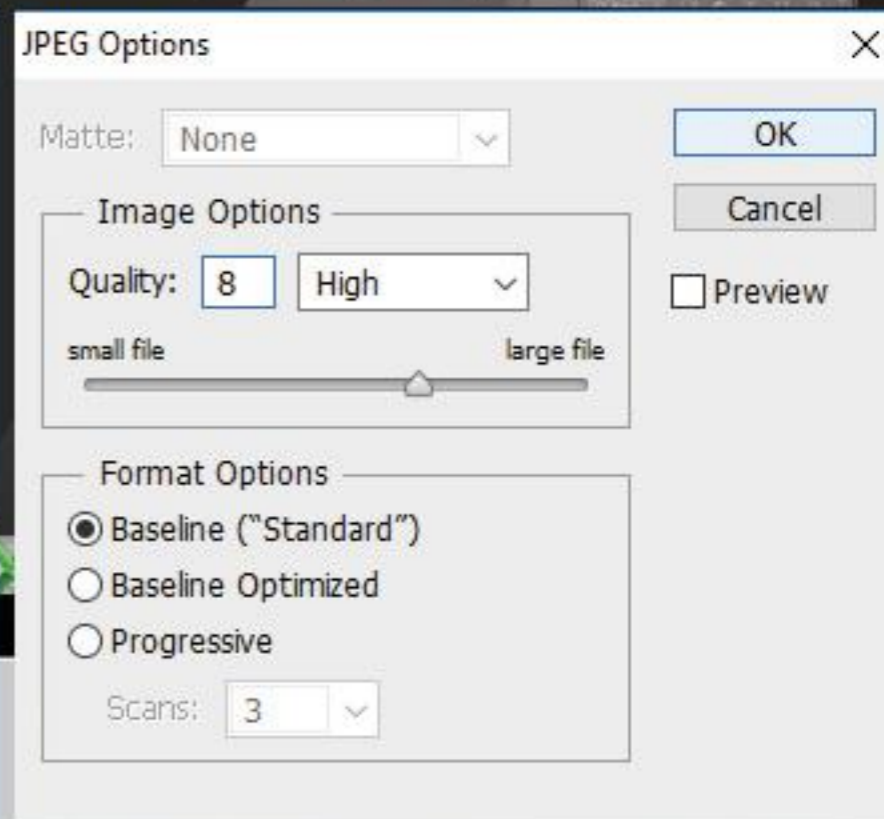 JPEG Options
Matte: None
OK
Image Options
Cancel
Quality: 8 High
Preview
small file large file
Format Options
Baseline (“Standard”)
Baseline Optimized
Progressive
Scans: 3